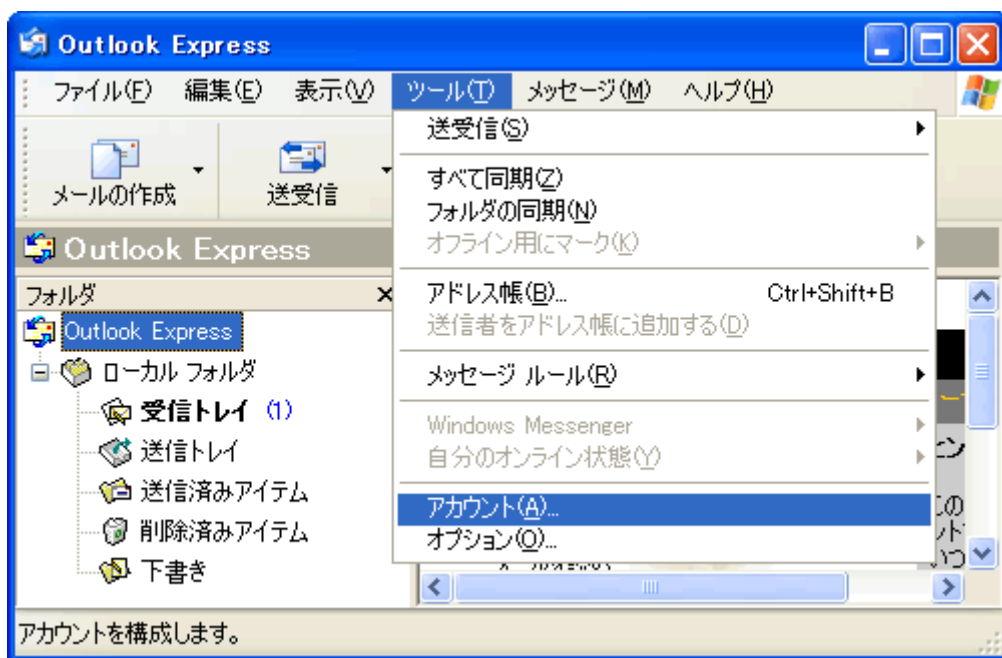 Outlook Express
ファイル(F) 編集(E) 表示(V) ツール(T) メッセージ(M) ヘルプ(H)
メールの作成 送受信
Outlook Express
フォルダ
Outlook Express
ローカル フォルダ
受信トレイ (1)
送信トレイ
送信済みアイテム
削除済みアイテム
下書き
送受信(S)
すべて同期(Z)
フォルダの同期(N)
オフライン用にマーク(K)
アドレス帳(B)... Ctrl+Shift+B
送信者をアドレス帳に追加する(D)
メッセージ ルール(R)
Windows Messenger
自分のオンライン状態(Y)
アカウント(A)...
オプション(O)...
アカウントを構成します。